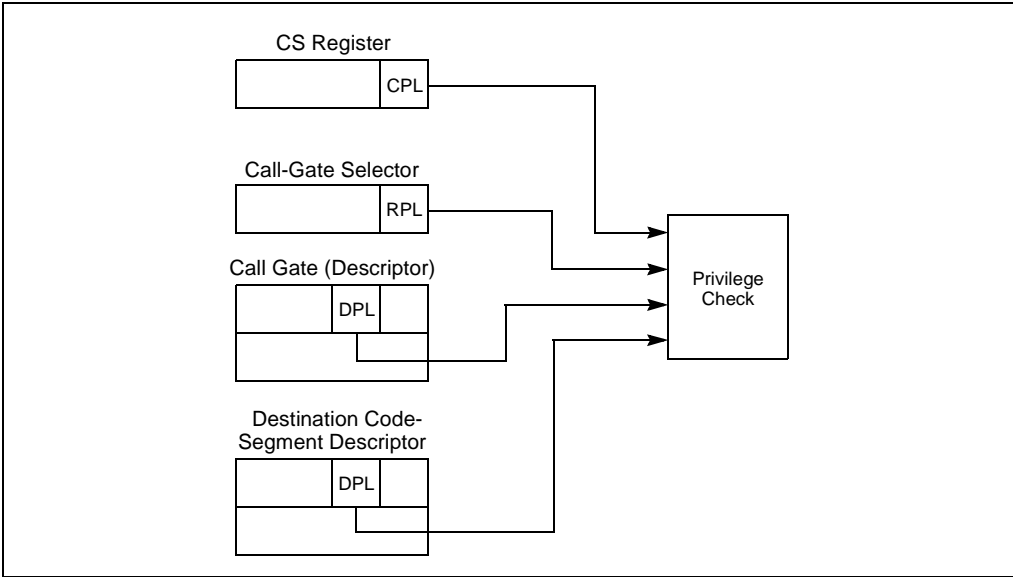 CS Register
CPL
Call-Gate Selector
RPL
Call Gate (Descriptor)
DPL
Privilege
Check
Destination Code-
Segment Descriptor
DPL